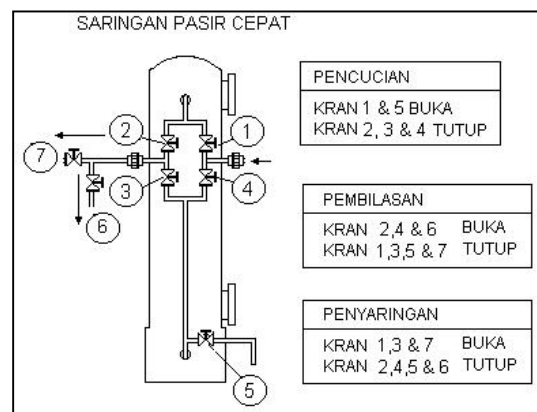 SARINGAN PASIR CEPAT
PENCUCIAN
KRAN 1 & 5 BUKA
KRAN 2, 3 & 4 TUTUP
2
1
7
3
4
6
PEMBILASAN
KRAN 2,4 & 6 BUKA
KRAN 1,3,5 & 7 TUTUP
PENYARINGAN
KRAN 1,3 & 7 BUKA
KRAN 2,4,5 & 6 TUTUP
5